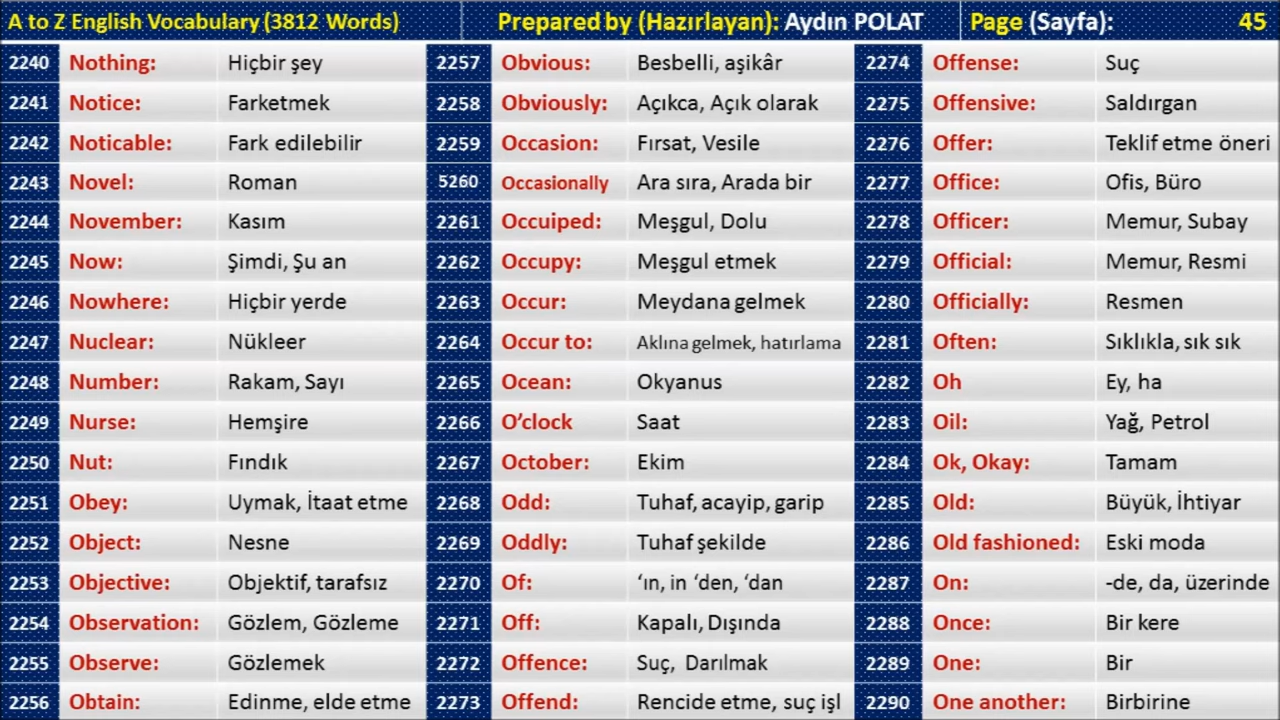 A to Z English Vocabulary (3812 Words) Prepared by (Hazırlayan): Aydın POLAT Page (Sayfa): 45
2240 Nothing: Hiçbir şey
2241 Notice: Farketmek
2242 Noticable: Fark edilebilir
2243 Novel: Roman
2244 November: Kasım
2245 Now: Şimdi, Şu an
2246 Nowhere: Hiçbir yerde
2247 Nuclear: Nükleer
2248 Number: Rakam, Sayı
2249 Nurse: Hemşire
2250 Nut: Fındık
2251 Obey: Uymak, İtaat etme
2252 Object: Nesne
2253 Objective: Objektif, tarafsız
2254 Observation: Gözlem, Gözleme
2255 Observe: Gözlemek
2256 Obtain: Edinme, elde etme
2257 Obvious: Besbelli, aşikâr
2258 Obviously: Açıkca, Açık olarak
2259 Occasion: Fırsat, Vesile
5260 Occasionally Ara sıra, Arada bir
2261 Occuiped: Meşgul, Dolu
2262 Occupy: Meşgul etmek
2263 Occur: Meydana gelmek
2264 Occur to: Aklına gelmek, hatırlama
2265 Ocean: Okyanus
2266 O’clock Saat
2267 October: Ekim
2268 Odd: Tuhaf, acayip, garip
2269 Oddly: Tuhaf şekilde
2270 Of: ‘ın, in ‘den, ‘dan
2271 Off: Kapalı, Dışında
2272 Offence: Suç, Darılmak
2273 Offend: Rencide etme, suç işl
2274 Offense: Suç
2275 Offensive: Saldırgan
2276 Offer: Teklif etme öneri
2277 Office: Ofis, Büro
2278 Officer: Memur, Subay
2279 Official: Memur, Resmi
2280 Officially: Resmen
2281 Often: Sıklıkla, sık sık
2282 Oh Ey, ha
2283 Oil: Yağ, Petrol
2284 Ok, Okay: Tamam
2285 Old: Büyük, İhtiyar
2286 Old fashioned: Eski moda
2287 On: -de, da, üzerinde
2288 Once: Bir kere
2289 One: Bir
2290 One another: Birbirine